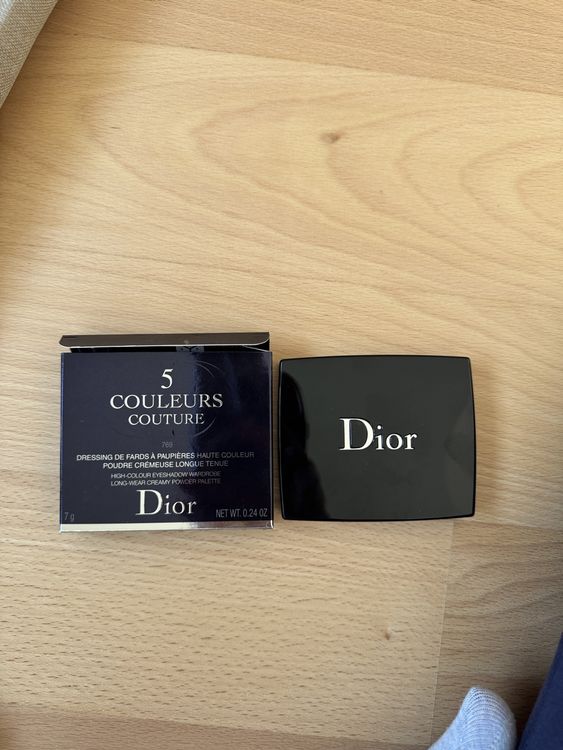 5
COULEURS
COUTURE
769
DRESSING DE FARDS À PAUPIÈRES HAUTE COULEUR
POUDRE CRÉMEUSE LONGUE TENUE
HIGH-COLOUR EYESHADOW WARDROBE
LONG-WEAR CREAMY POWDER PALETTE
Dior
7 g
NET WT. 0.24 OZ
Dior